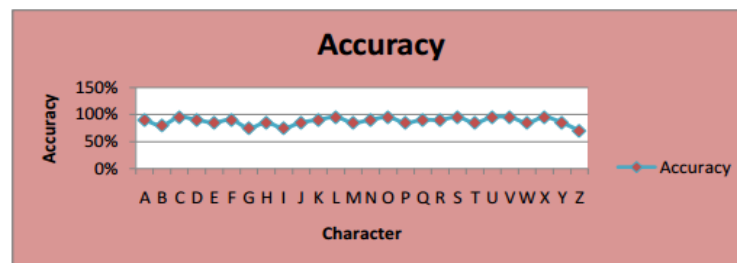 Accuracy
150%
100%
50%
0%
Accuracy
A B C D E F G H I J K L M N O P Q R S T U V W X Y Z
Character
Accuracy